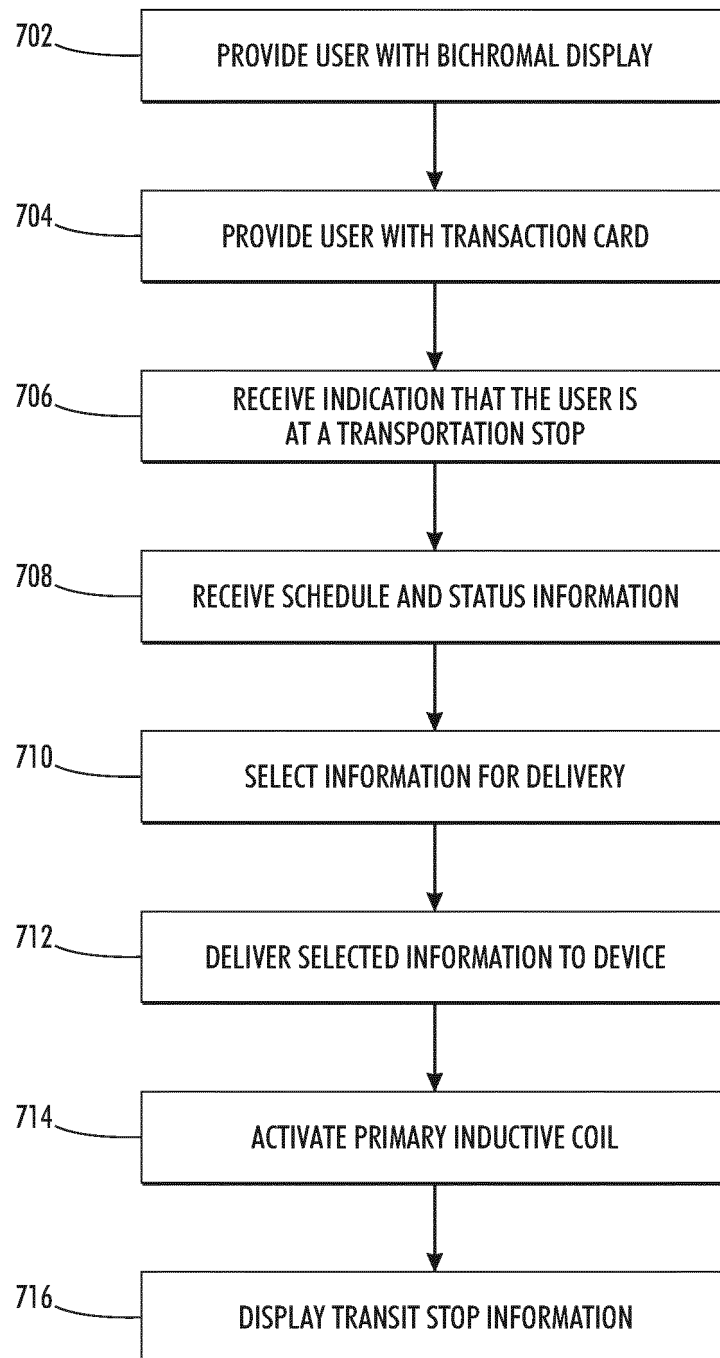 702
PROVIDE USER WITH BICHROMAL DISPLAY
704
PROVIDE USER WITH TRANSACTION CARD
706
RECEIVE INDICATION THAT THE USER IS
AT A TRANSPORTATION STOP
708
RECEIVE SCHEDULE AND STATUS INFORMATION
710
SELECT INFORMATION FOR DELIVERY
712
DELIVER SELECTED INFORMATION TO DEVICE
714
ACTIVATE PRIMARY INDUCTIVE COIL
716
DISPLAY TRANSIT STOP INFORMATION